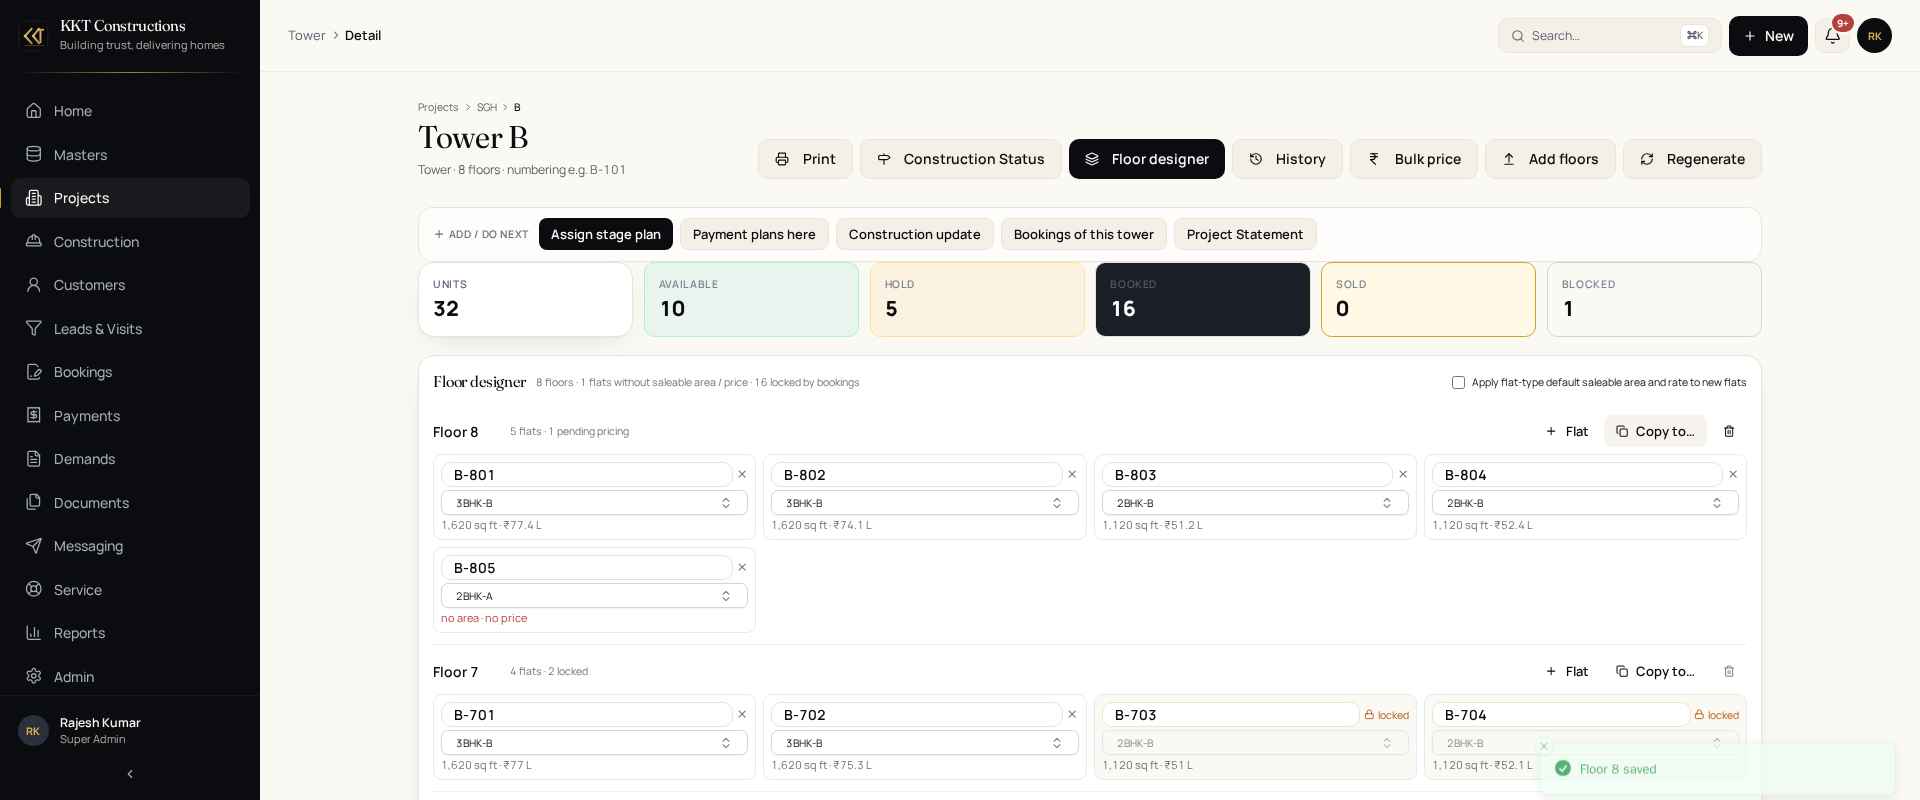 KKT Constructions
Building trust, delivering homes
Home
Masters
Projects
Construction
Customers
Leads & Visits
Bookings
Payments
Demands
Documents
Messaging
Service
Reports
Admin
RK Rajesh Kumar
Super Admin
Tower > Detail
Search... ⌘K
+ New
9+
RK
Projects > SGH > B
Tower B
Tower · 8 floors · numbering e.g. B-101
Print Construction Status Floor designer History ₹ Bulk price Add floors Regenerate
+ ADD / DO NEXT Assign stage plan Payment plans here Construction update Bookings of this tower Project Statement
UNITS AVAILABLE HOLD BOOKED SOLD BLOCKED
32 10 5 16 0 1
Floor designer 8 floors · 1 flats without saleable area / price · 16 locked by bookings Apply flat-type default saleable area and rate to new flats
Floor 8 5 flats · 1 pending pricing + Flat Copy to...
B-801 × B-802 × B-803 × B-804 ×
3BHK-B 3BHK-B 2BHK-B 2BHK-B
1,620 sq ft · ₹77.4 L 1,620 sq ft · ₹74.1 L 1,120 sq ft · ₹51.2 L 1,120 sq ft · ₹52.4 L
B-805 ×
2BHK-A
no area · no price
Floor 7 4 flats · 2 locked + Flat Copy to...
B-701 × B-702 × B-703 locked B-704 locked
3BHK-B 3BHK-B 2BHK-B 2BHK-B
1,620 sq ft · ₹77 L 1,620 sq ft · ₹75.3 L 1,120 sq ft · ₹51 L 1,120 sq ft · ₹52.1 L
Floor 8 saved